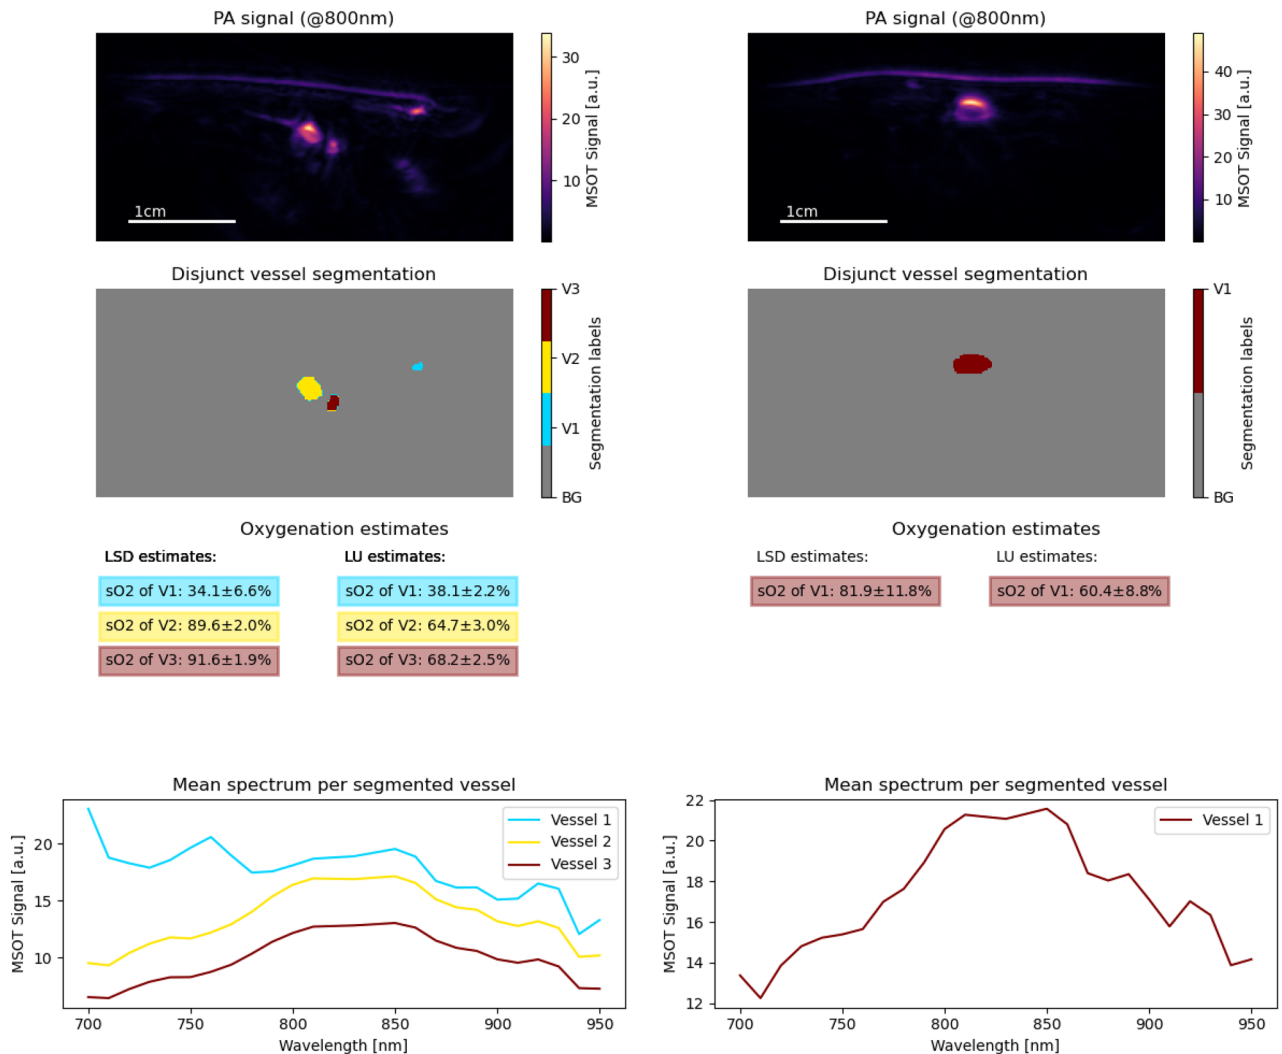 PA signal (@800nm)
30
20
10
MSOT Signal [a.u.]
1cm
PA signal (@800nm)
40
30
20
10
MSOT Signal [a.u.]
1cm
Disjunct vessel segmentation
V3
V2
V1
BG
Segmentation labels
Disjunct vessel segmentation
V1
BG
Segmentation labels
Oxygenation estimates
LSD estimates: LU estimates:
sO2 of V1: 34.1±6.6% sO2 of V1: 38.1±2.2%
sO2 of V2: 89.6±2.0% sO2 of V2: 64.7±3.0%
sO2 of V3: 91.6±1.9% sO2 of V3: 68.2±2.5%
Oxygenation estimates
LSD estimates: LU estimates:
sO2 of V1: 81.9±11.8% sO2 of V1: 60.4±8.8%
Mean spectrum per segmented vessel
Vessel 1
Vessel 2
Vessel 3
20
15
10
MSOT Signal [a.u.]
700 750 800 850 900 950
Wavelength [nm]
Mean spectrum per segmented vessel
Vessel 1
22
20
18
16
14
12
MSOT Signal [a.u.]
700 750 800 850 900 950
Wavelength [nm]